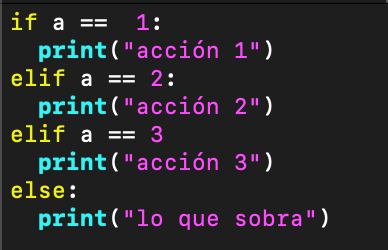 if a ==  1:
  print("acción 1")
elif a == 2:
  print("acción 2")
elif a == 3
  print("acción 3")
else:
  print("lo que sobra")